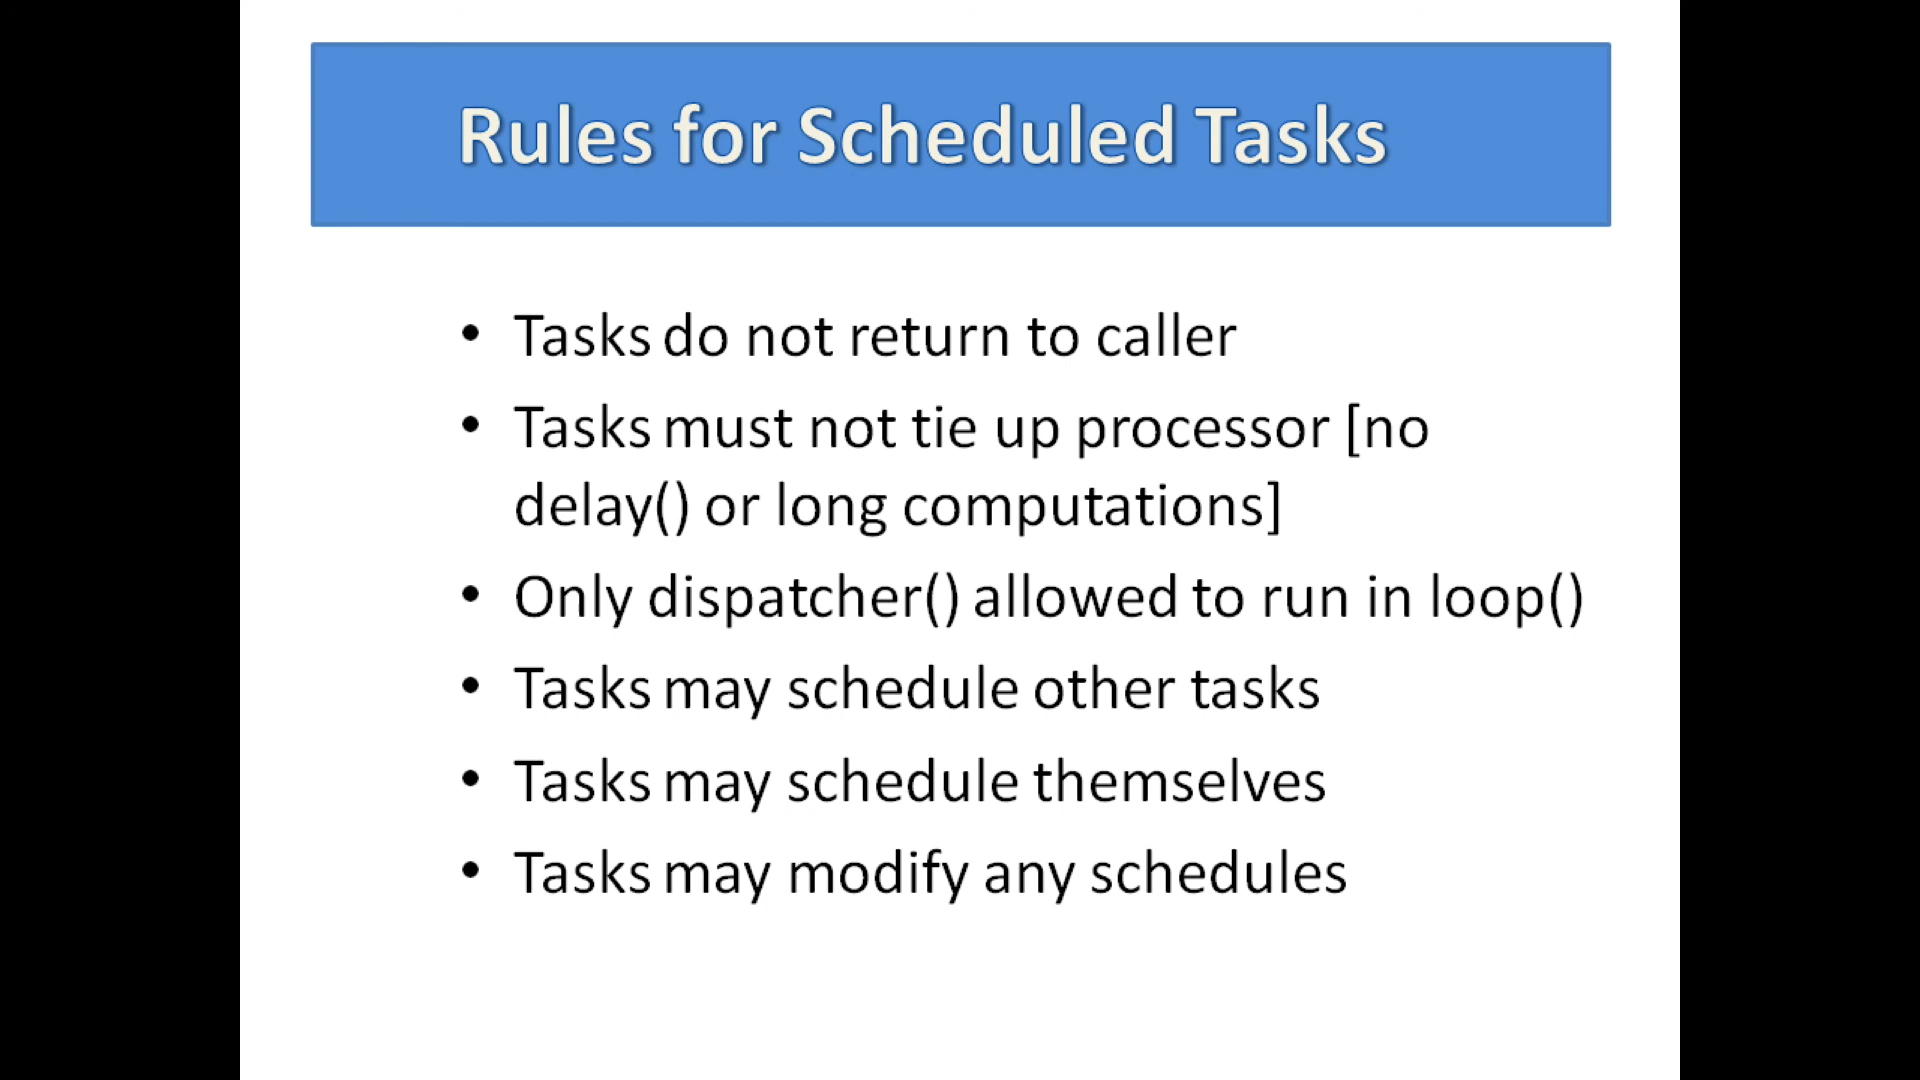 Rules for Scheduled Tasks
• Tasks do not return to caller
• Tasks must not tie up processor [no
delay() or long computations]
• Only dispatcher() allowed to run in loop()
• Tasks may schedule other tasks
• Tasks may schedule themselves
• Tasks may modify any schedules